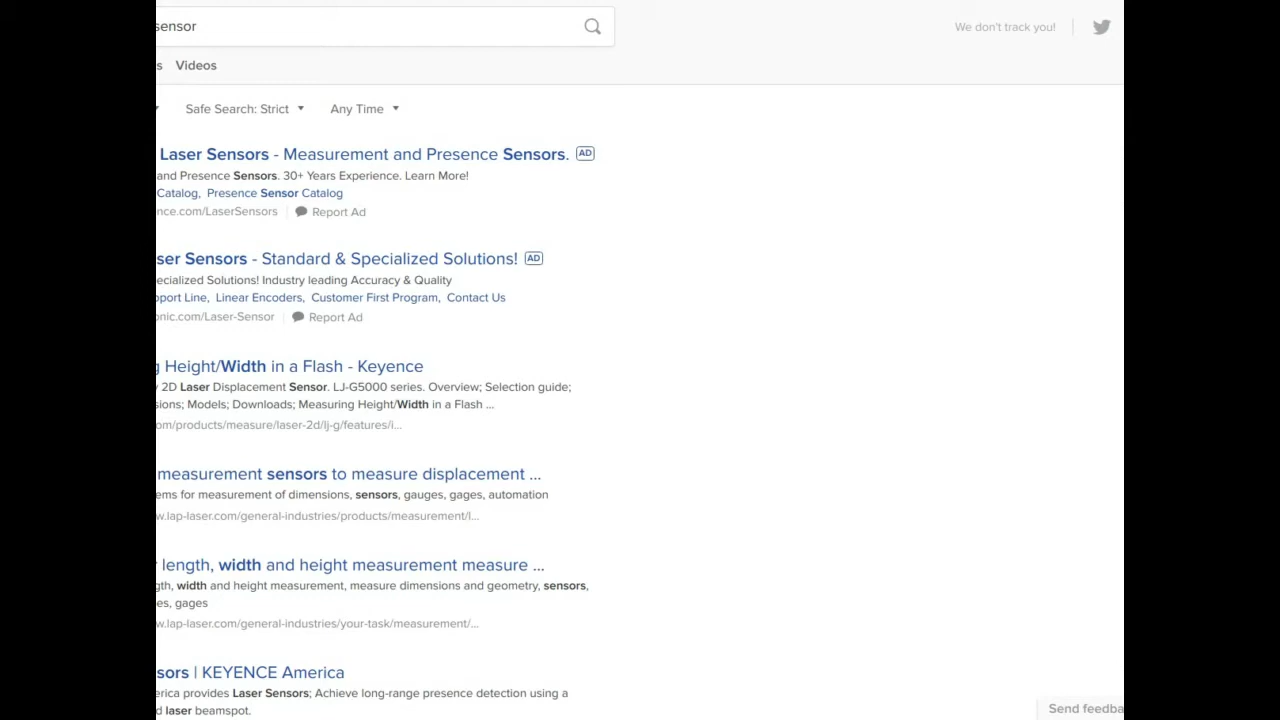 sensor
We don't track you!
s Videos
Safe Search: Strict Any Time
Laser Sensors - Measurement and Presence Sensors. AD
and Presence Sensors. 30+ Years Experience. Learn More!
Catalog, Presence Sensor Catalog
nce.com/LaserSensors Report Ad
ser Sensors - Standard & Specialized Solutions! AD
ecialized Solutions! Industry leading Accuracy & Quality
pport Line, Linear Encoders, Customer First Program, Contact Us
onic.com/Laser-Sensor Report Ad
g Height/Width in a Flash - Keyence
y 2D Laser Displacement Sensor. LJ-G5000 series. Overview; Selection guide;
sions; Models; Downloads; Measuring Height/Width in a Flash ...
om/products/measure/laser-2d/lj-g/features/i...
measurement sensors to measure displacement ...
ems for measurement of dimensions, sensors, gauges, gages, automation
w.lap-laser.com/general-industries/products/measurement/l...
r length, width and height measurement measure ...
gth, width and height measurement, measure dimensions and geometry, sensors,
es, gages
w.lap-laser.com/general-industries/your-task/measurement/...
sors | KEYENCE America
erica provides Laser Sensors; Achieve long-range presence detection using a
d laser beamspot.
Send feedba